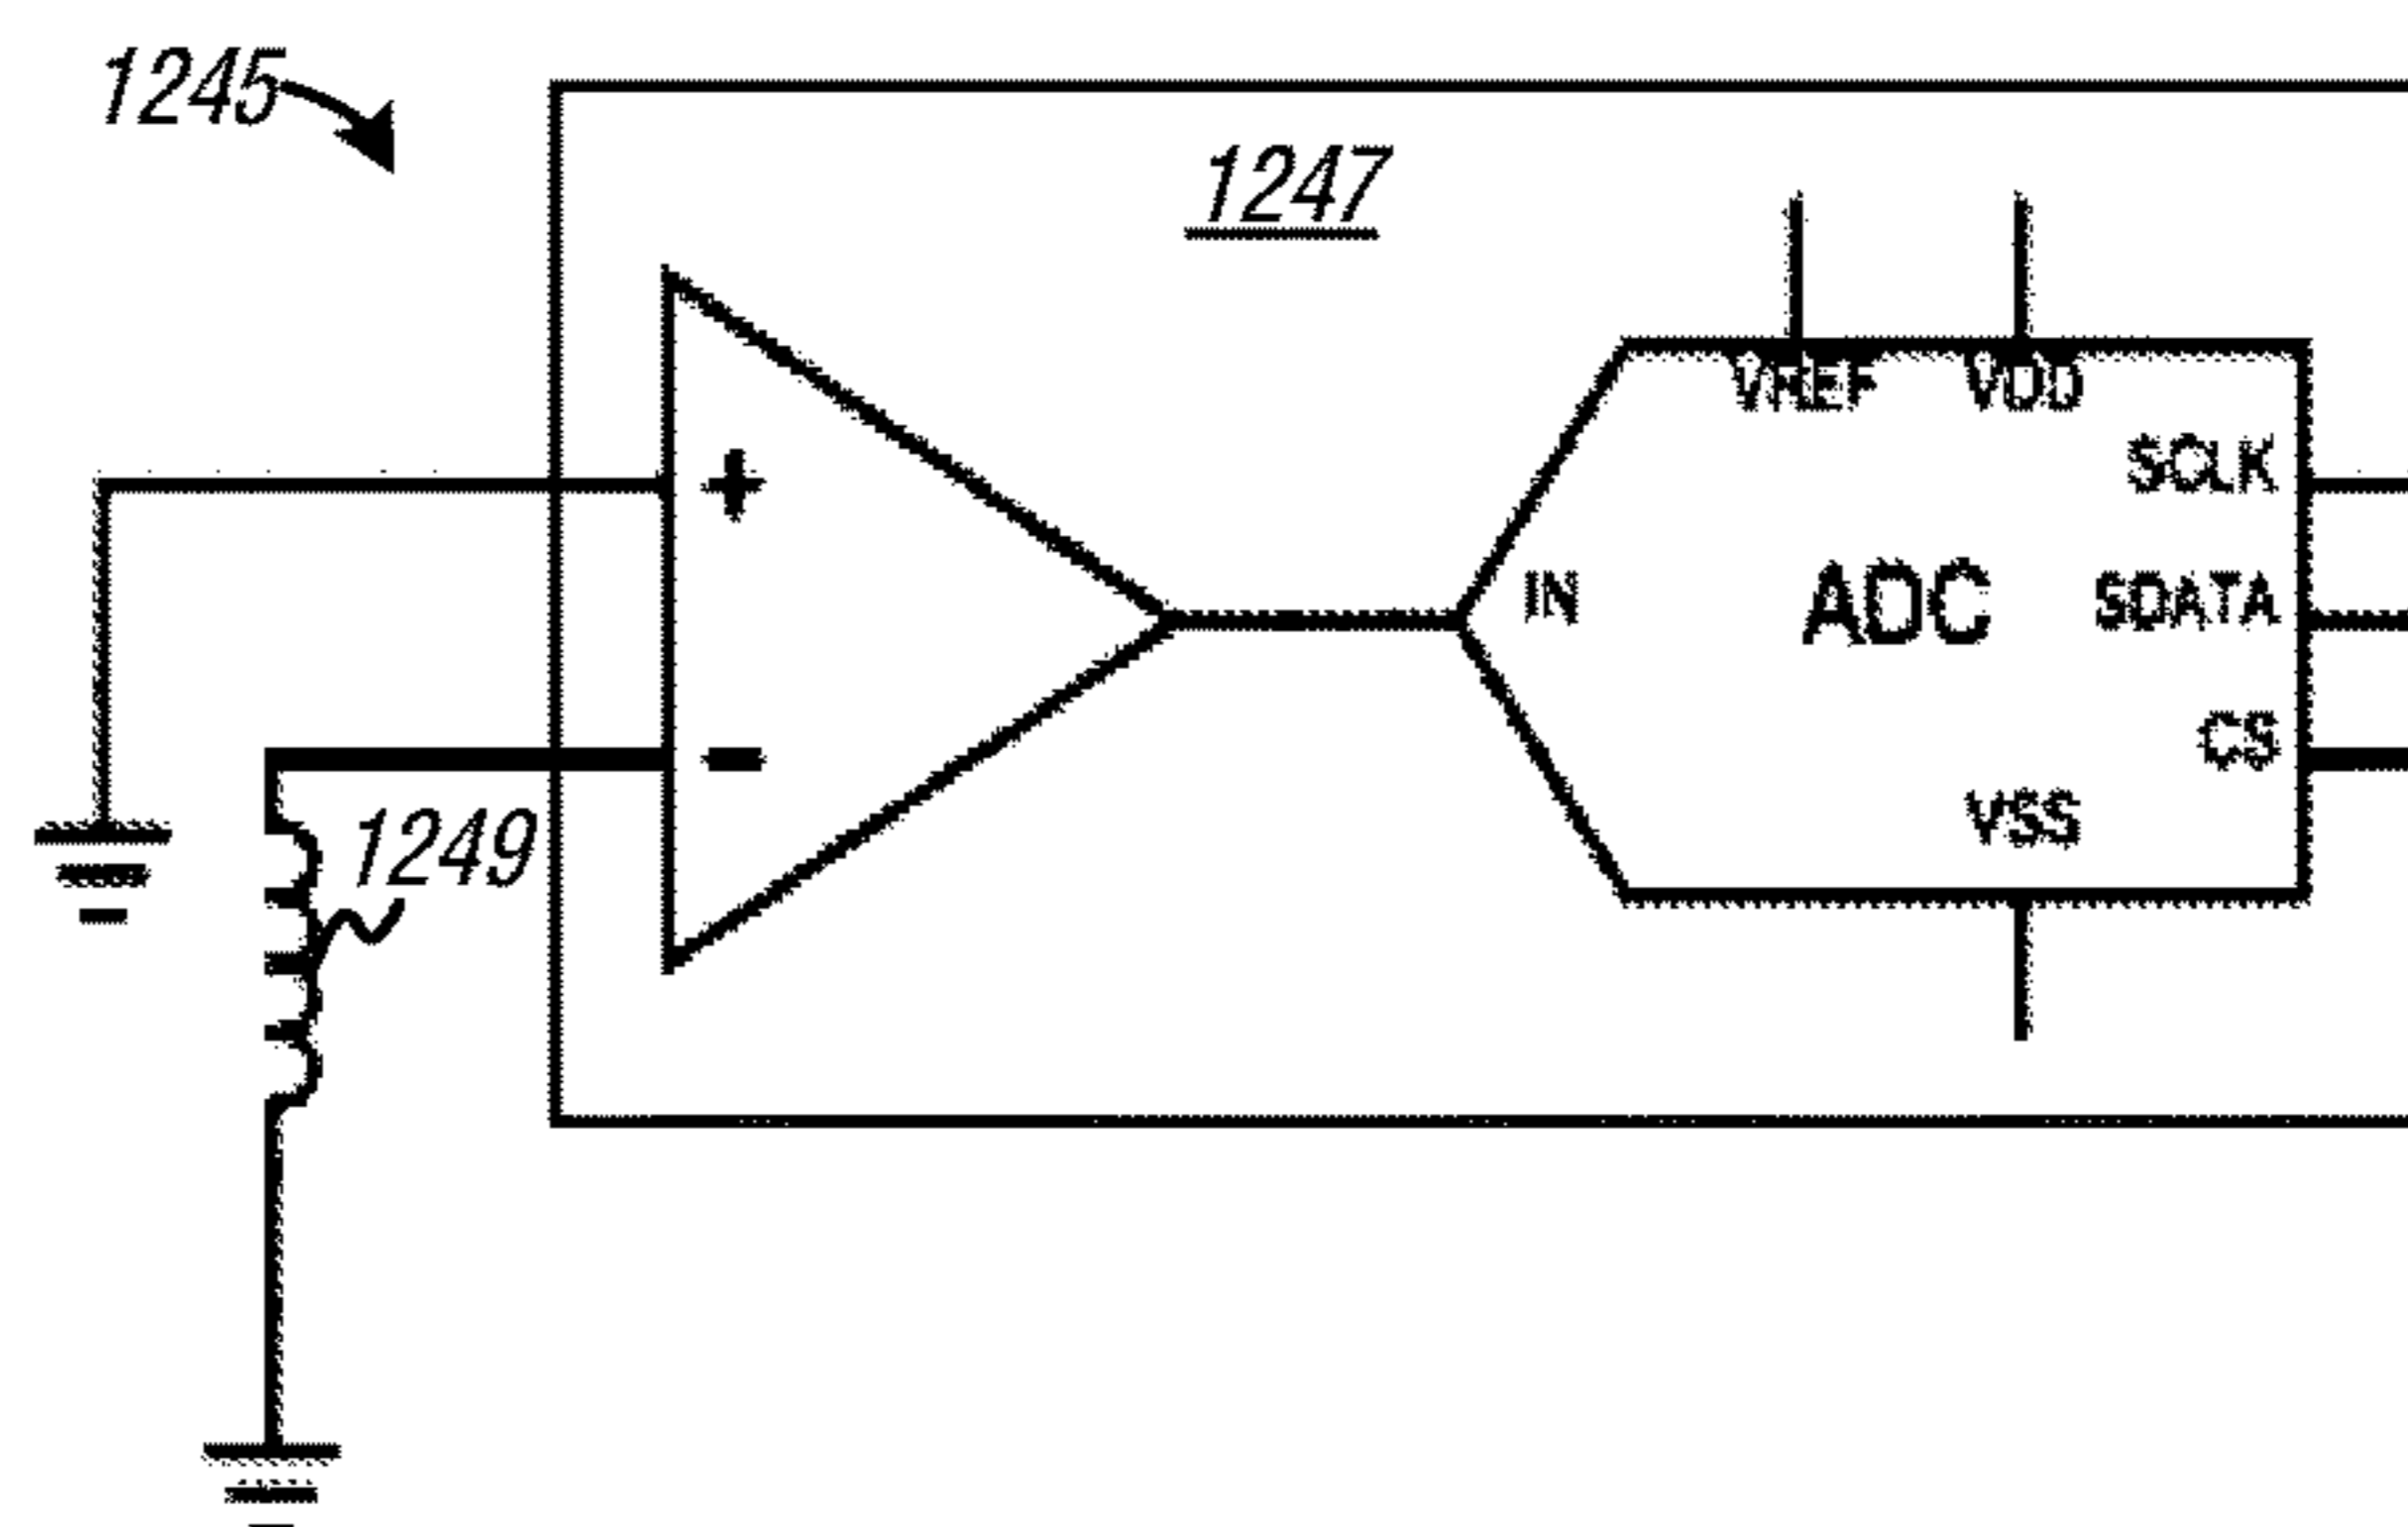 1245
1247
VREF VDD
SCLK
+
IN ADC SDATA
CS
-
VSS
1249